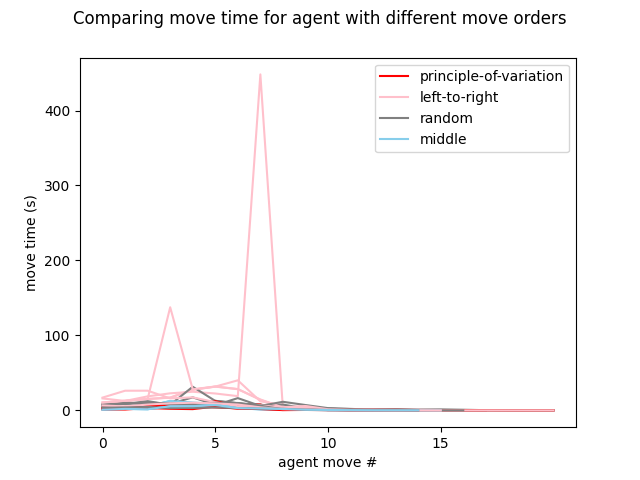 Comparing move time for agent with different move orders
principle-of-variation
left-to-right
random
middle
move time (s)
400
300
200
100
0
0
5
10
15
agent move #